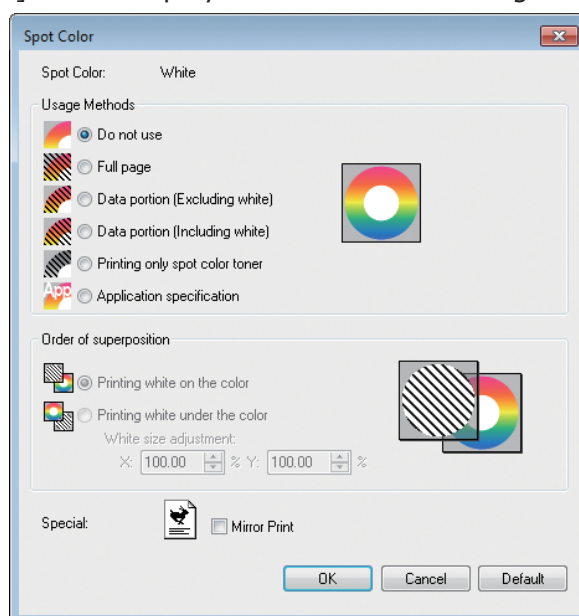 Spot Color
Spot Color: White
Usage Methods
Do not use
Full page
Data portion (Excluding white)
Data portion (Including white)
Printing only spot color toner
App Application specification
Order of superposition
Printing white on the color
Printing white under the color
White size adjustment:
X: 100.00 % Y: 100.00 %
Special: Mirror Print
OK Cancel Default